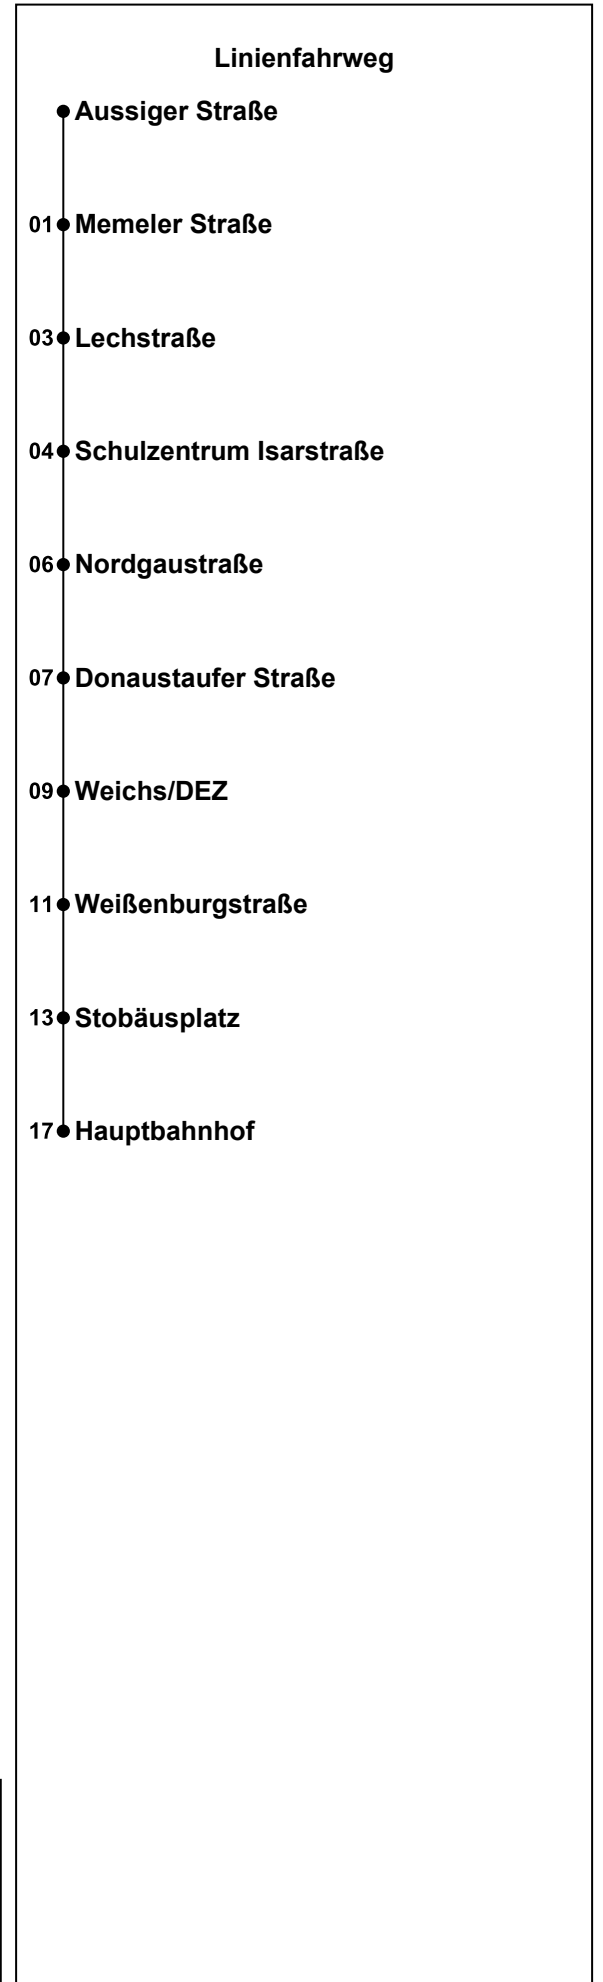 Linienfahrweg
Aussiger Straße
01 Memeler Straße
03 Lechstraße
04 Schulzentrum Isarstraße
06 Nordgaustraße
07 Donaustaufer Straße
09 Weichs/DEZ
11 Weißenburgstraße
13 Stobäusplatz
17 Hauptbahnhof